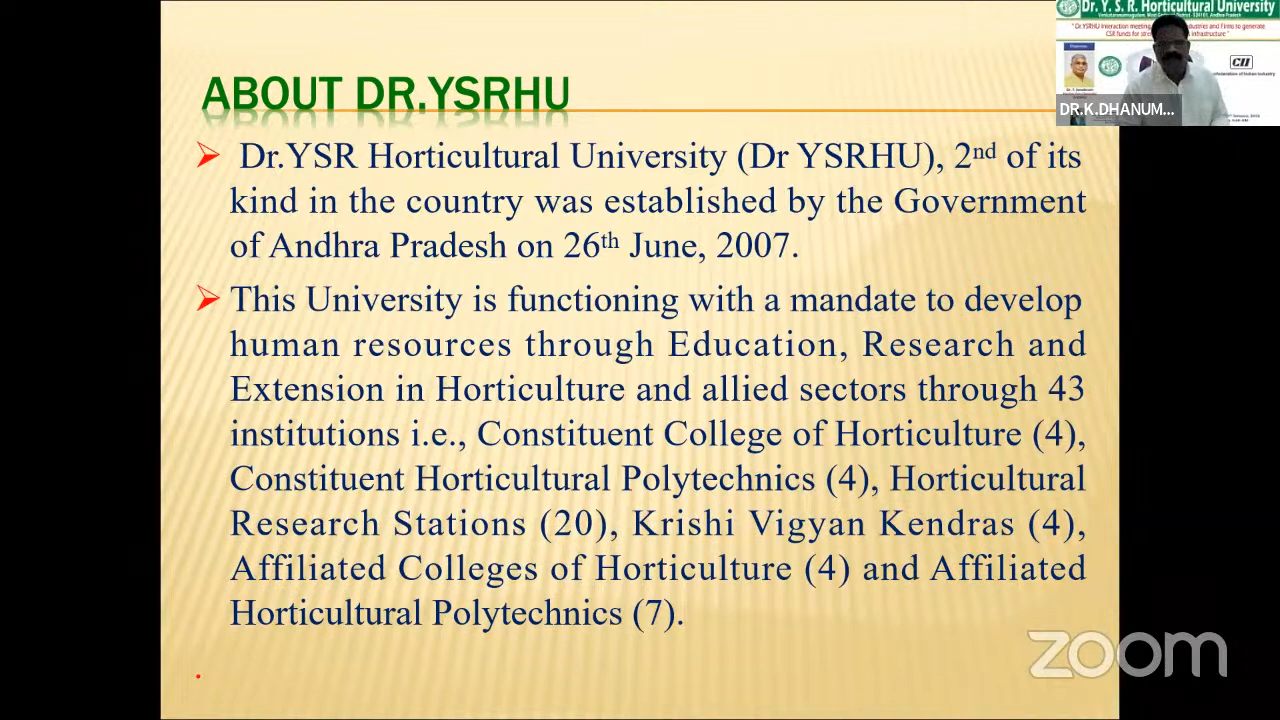 Dr. Y. S. R. Horticultural University
ABOUT DR.YSRHU
DR.K.DHANUM...
CII
Dr.YSR Horticultural University (Dr YSRHU), 2nd of its
kind in the country was established by the Government
of Andhra Pradesh on 26th June, 2007.
This University is functioning with a mandate to develop
human resources through Education, Research and
Extension in Horticulture and allied sectors through 43
institutions i.e., Constituent College of Horticulture (4),
Constituent Horticultural Polytechnics (4), Horticultural
Research Stations (20), Krishi Vigyan Kendras (4),
Affiliated Colleges of Horticulture (4) and Affiliated
Horticultural Polytechnics (7).
zoom